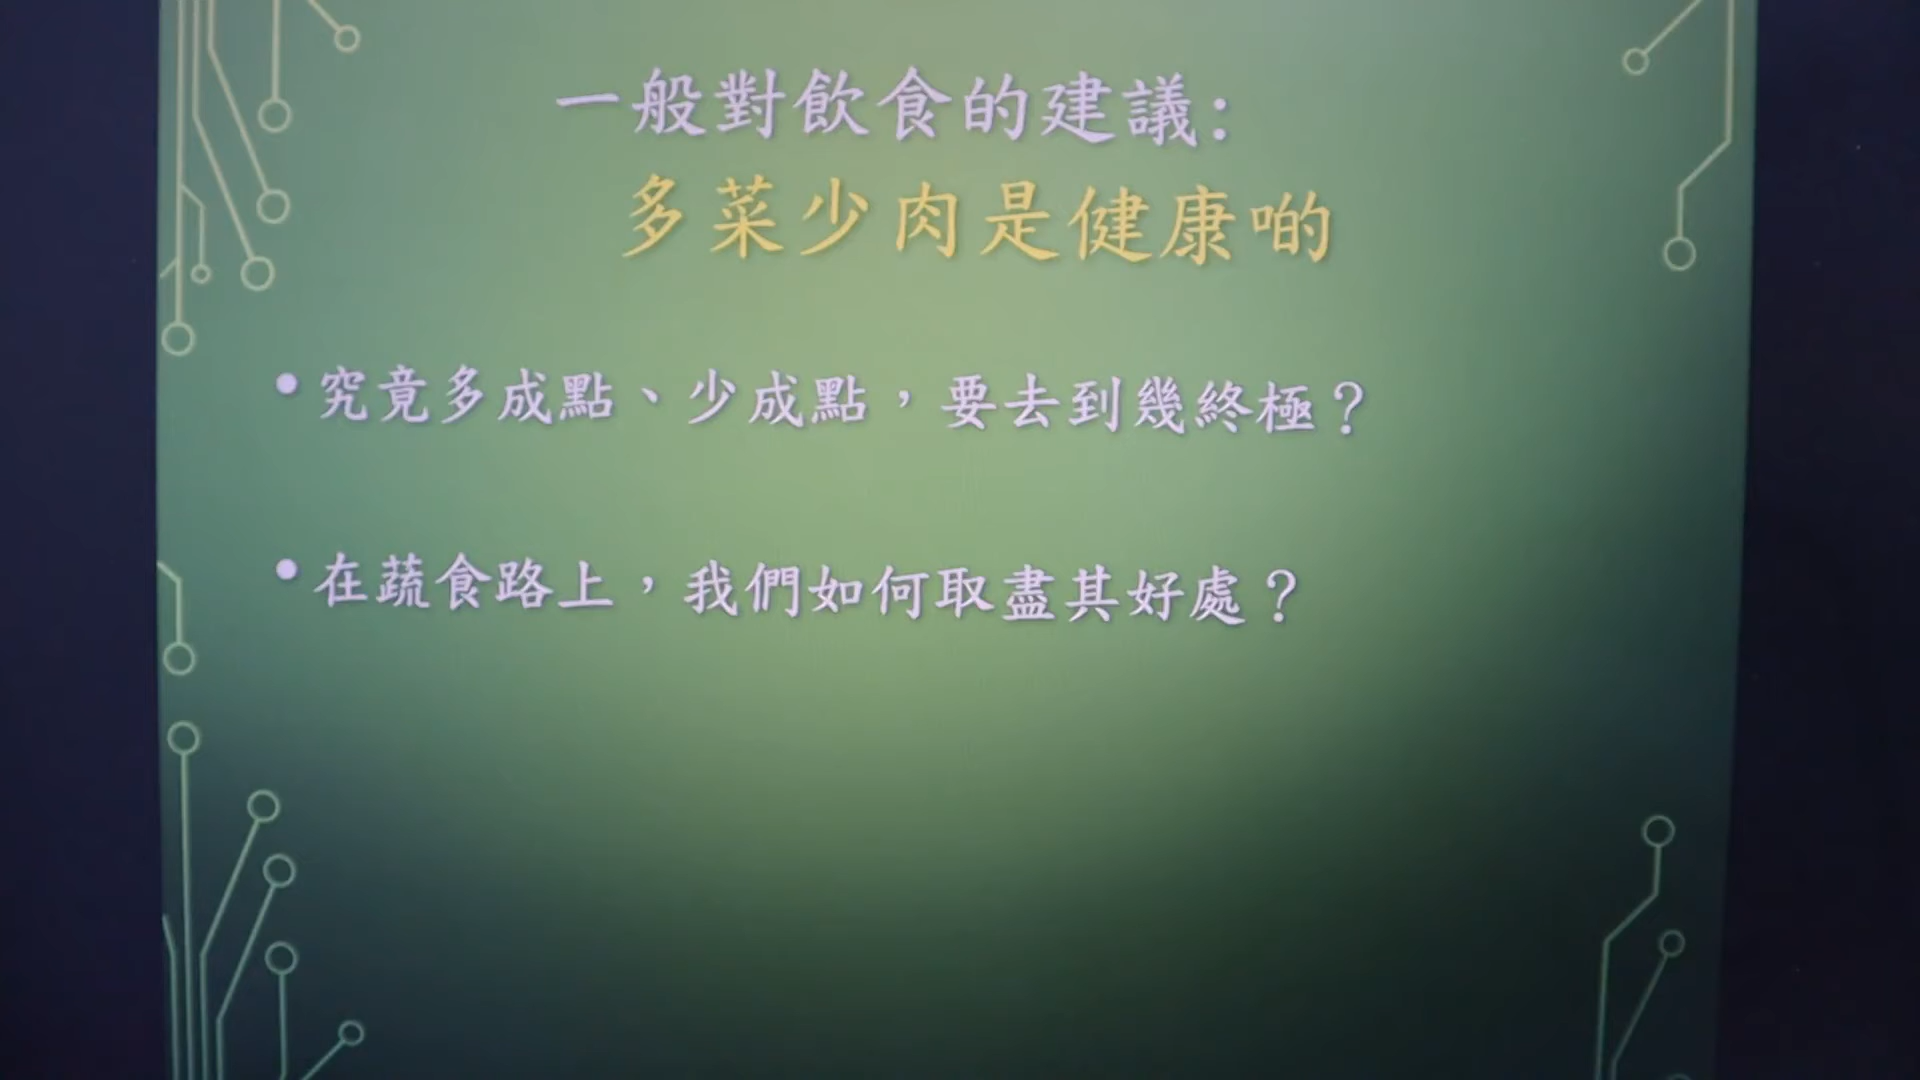 一般對飲食的建議:
多菜少肉是健康啲
•究竟多成點、少成點，要去到幾終極？
•在蔬食路上，我們如何取盡其好處？